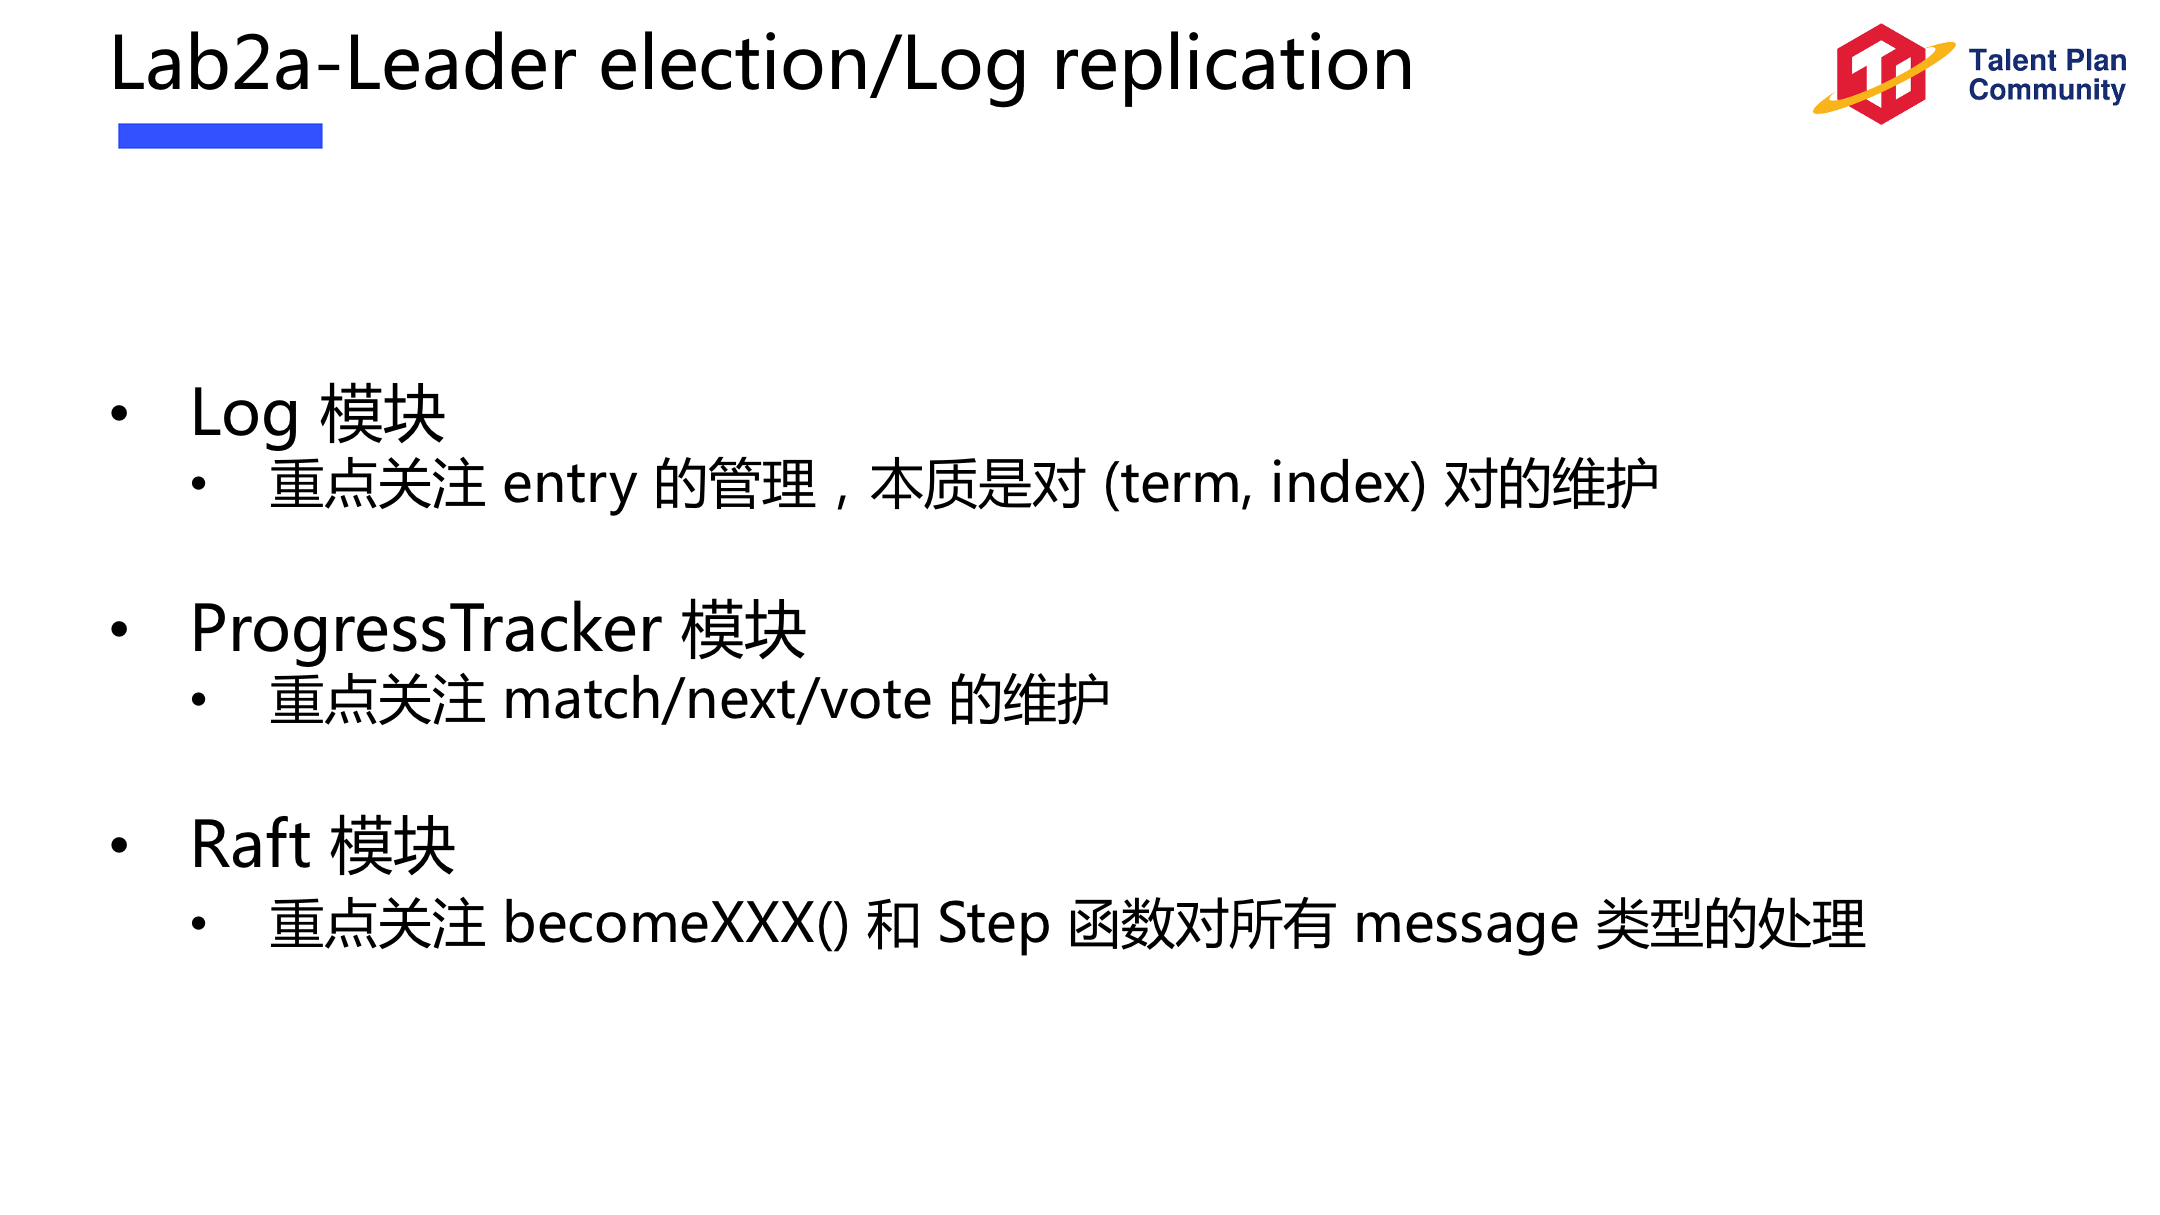 Lab2a-Leader election/Log replication
Talent Plan
Community
• Log 模块
• 重点关注 entry 的管理，本质是对 (term, index) 对的维护
• ProgressTracker 模块
• 重点关注 match/next/vote 的维护
• Raft 模块
• 重点关注 becomeXXX() 和 Step 函数对所有 message 类型的处理